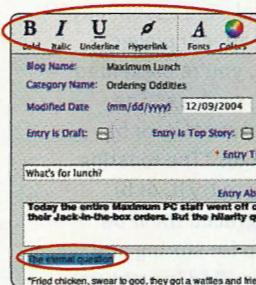 B I U A
Bold Italic Underline Hyperlink Fonts Colors
Blog Name: Maximum Lunch
Category Name: Ordering Oddities
Modified Date (mm/dd/yyyy) 12/09/2004
Entry is Draft: Entry is Top Story:
* Entry T
What's for lunch?
Entry Ab
Today the entire Maximum PC staff went off o
their Jack-in-the-box orders. But the hilarity q
The eternal question
"Fried chicken, swear to god, they got a waffles and frie